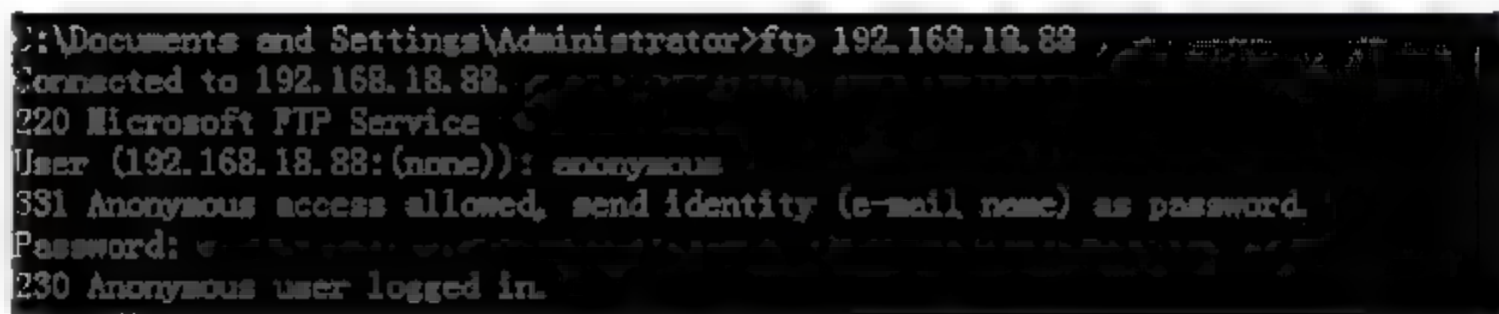 C:\Documents and Settings\Administrator>ftp 192.168.18.88
Connected to 192.168.18.88.
220 Microsoft FTP Service
User (192.168.18.88:(none)): anonymous
331 Anonymous access allowed, send identity (e-mail name) as password.
Password:
230 Anonymous user logged in.